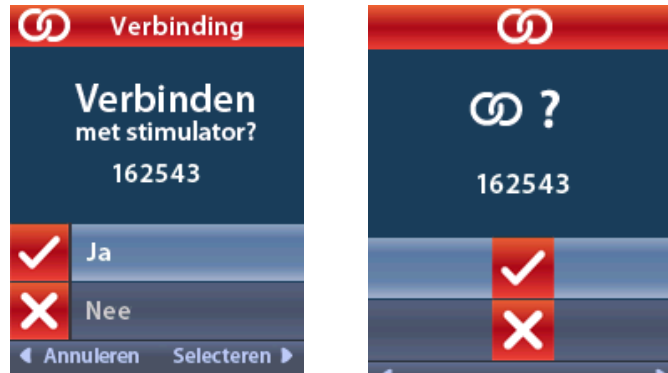 Verbinding
Verbinden
met stimulator?
162543
Ja
Nee
Annuleren Selecteren
?
162543